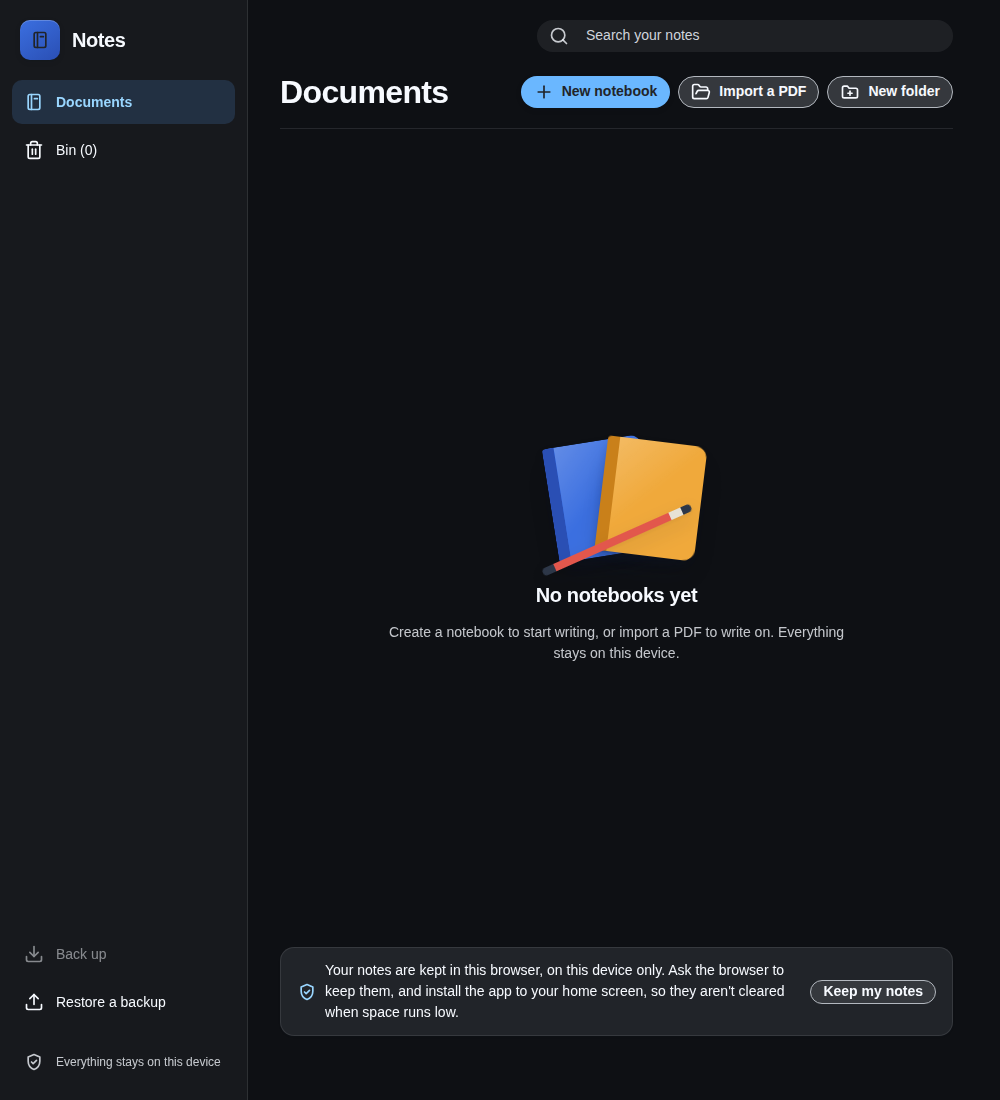 Notes
Documents
Bin (0)
Back up
Restore a backup
Everything stays on this device
Search your notes
Documents
New notebook
Import a PDF
New folder
No notebooks yet
Create a notebook to start writing, or import a PDF to write on. Everything
stays on this device.
Your notes are kept in this browser, on this device only. Ask the browser to
keep them, and install the app to your home screen, so they aren't cleared
when space runs low.
Keep my notes